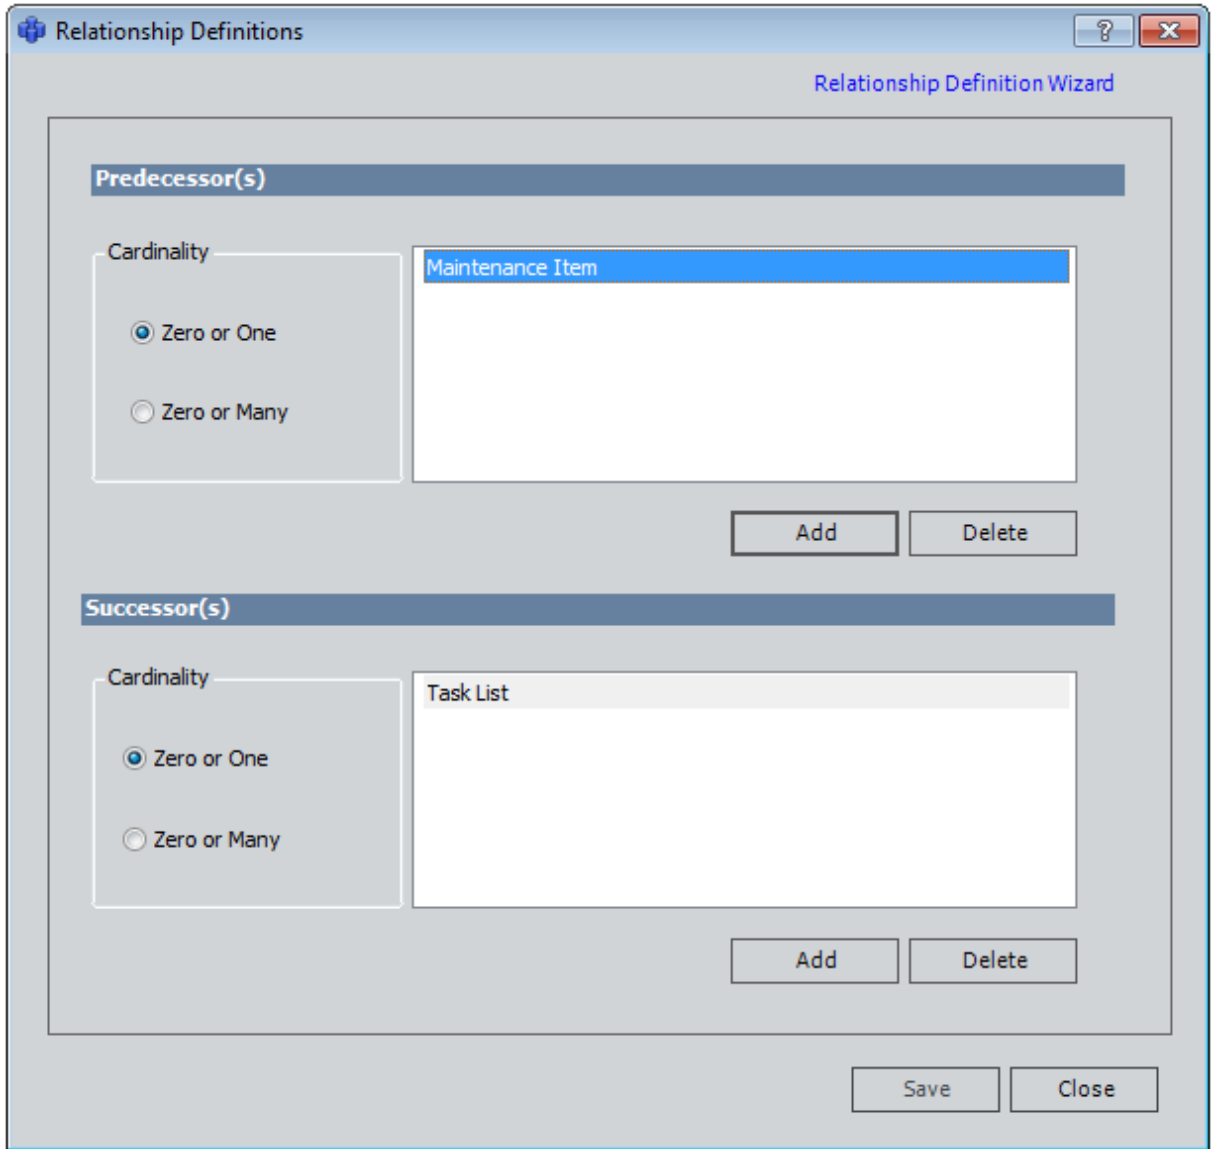 Relationship Definitions
Relationship Definition Wizard
Predecessor(s)
Cardinality
Maintenance Item
Zero or One
Zero or Many
Add Delete
Successor(s)
Cardinality
Task List
Zero or One
Zero or Many
Add Delete
Save Close